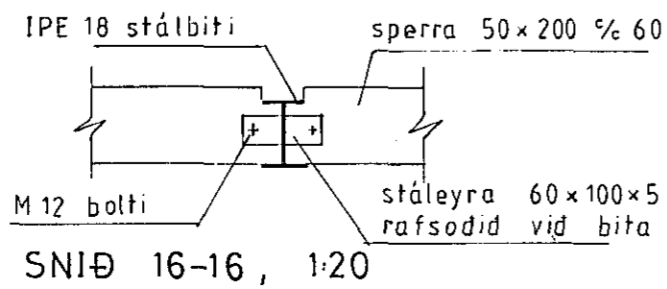 IPE 18 stálbiti
sperra 50×200 c/c 60
M 12 bolti
stáleyra 60×100×5
rafsodid við bita
SNIÐ 16-16, 1:20